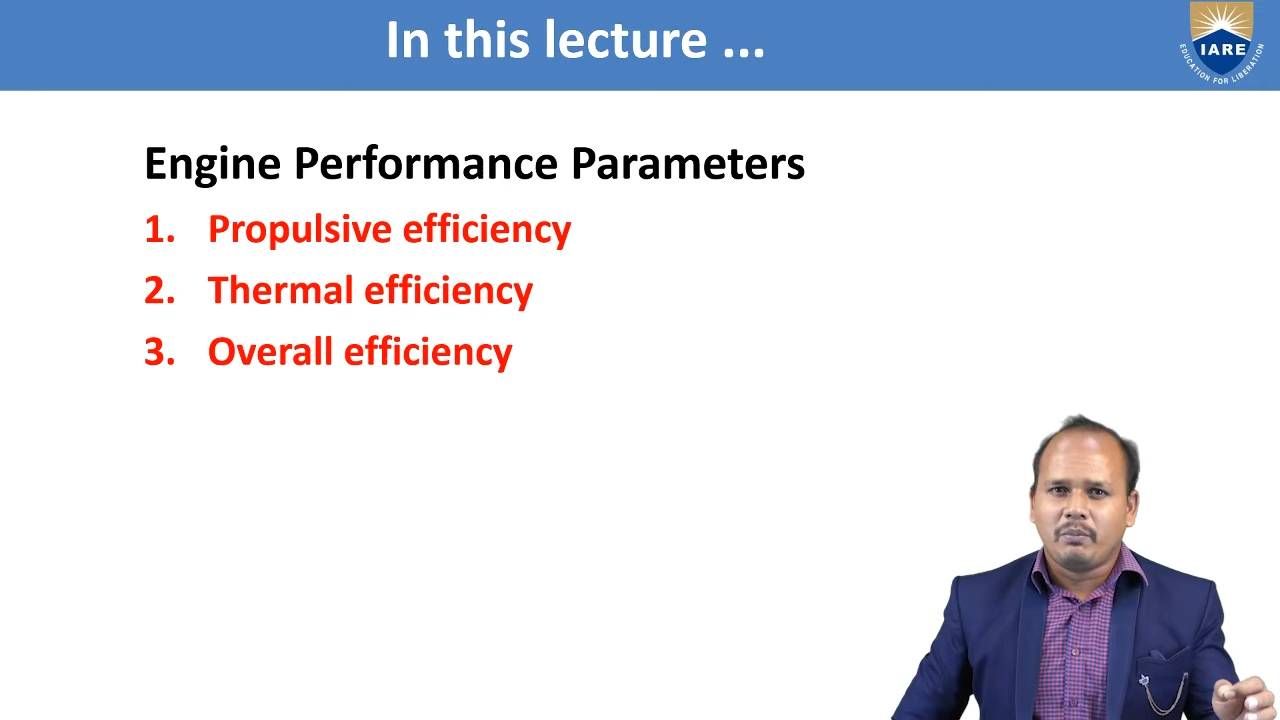 In this lecture ...
IARE
EDUCATION FOR LIBERATION
Engine Performance Parameters
1. Propulsive efficiency
2. Thermal efficiency
3. Overall efficiency